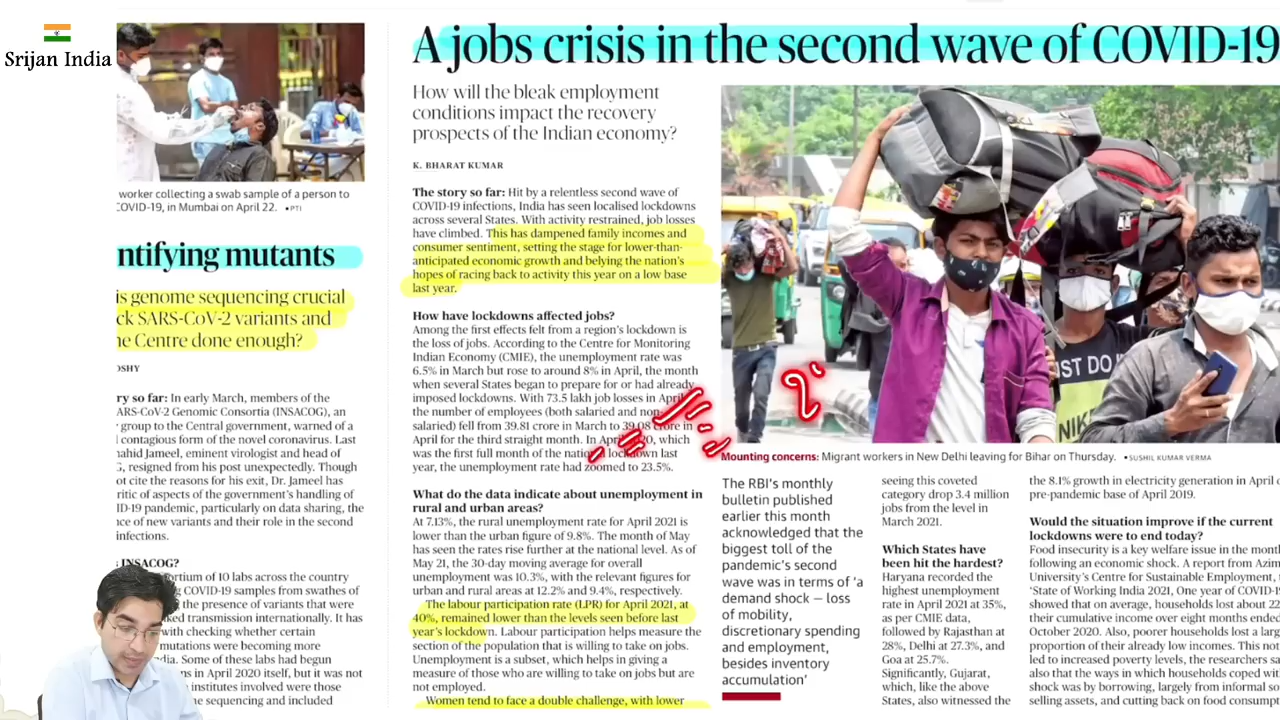 Srijan India
worker collecting a swab sample of a person to
COVID-19, in Mumbai on April 22. •PTI
ntifying mutants
is genome sequencing crucial
ck SARS-CoV-2 variants and
he Centre done enough?
OSHY
ry so far: In early March, members of the
ARS-CoV-2 Genomic Consortia (INSACOG), an
group to the Central government, warned of a
contagious form of the novel coronavirus. Last
hahid Jameel, eminent virologist and head of
G, resigned from his post unexpectedly. Though
ot cite the reasons for his exit, Dr. Jameel has
ritic of aspects of the government's handling of
ID-19 pandemic, particularly on data sharing, the
nce of new variants and their role in the second
infections.
INSACOG?
ortium of 10 labs across the country
COVID-19 samples from swathes of
the presence of variants that were
ked transmission internationally. It has
with checking whether certain
mutations were becoming more
dia. Some of these labs had begun
ns in April 2020 itself, but it was not
institutes involved were those
ne sequencing and included
A jobs crisis in the second wave of COVID-19
How will the bleak employment
conditions impact the recovery
prospects of the Indian economy?
K. BHARAT KUMAR
The story so far: Hit by a relentless second wave of
COVID-19 infections, India has seen localised lockdowns
across several States. With activity restrained, job losses
have climbed. This has dampened family incomes and
consumer sentiment, setting the stage for lower-than-
anticipated economic growth and belying the nation's
hopes of racing back to activity this year on a low base
last year.
How have lockdowns affected jobs?
Among the first effects felt from a region's lockdown is
the loss of jobs. According to the Centre for Monitoring
Indian Economy (CMIE), the unemployment rate was
6.5% in March but rose to around 8% in April, the month
when several States began to prepare for or had already
imposed lockdowns. With 73.5 lakh job losses in April,
the number of employees (both salaried and non-
salaried) fell from 39.81 crore in March to 39.08 crore in
April for the third straight month. In April 2020, which
was the first full month of the national lockdown last
year, the unemployment rate had zoomed to 23.5%.
What do the data indicate about unemployment in
rural and urban areas?
At 7.13%, the rural unemployment rate for April 2021 is
lower than the urban figure of 9.8%. The month of May
has seen the rates rise further at the national level. As of
May 21, the 30-day moving average for overall
unemployment was 10.3%, with the relevant figures for
urban and rural areas at 12.2% and 9.4%, respectively.
The labour participation rate (LPR) for April 2021, at
40%, remained lower than the levels seen before last
year's lockdown. Labour participation helps measure the
section of the population that is willing to take on jobs.
Unemployment is a subset, which helps in giving a
measure of those who are willing to take on jobs but are
not employed.
Women tend to face a double challenge, with lower
JUST DO
NIK
Mounting concerns: Migrant workers in New Delhi leaving for Bihar on Thursday. •SUSHIL KUMAR VERMA
The RBI's monthly
bulletin published
earlier this month
acknowledged that the
biggest toll of the
pandemic's second
wave was in terms of 'a
demand shock — loss
of mobility,
discretionary spending
and employment,
besides inventory
accumulation'
seeing this coveted
category drop 3.4 million
jobs from the level in
March 2021.
Which States have
been hit the hardest?
Haryana recorded the
highest unemployment
rate in April 2021 at 35%,
as per CMIE data,
followed by Rajasthan at
28%, Delhi at 27.3%, and
Goa at 25.7%.
Significantly, Gujarat,
which, like the above
States, also witnessed the
the 8.1% growth in electricity generation in April
pre-pandemic base of April 2019.
Would the situation improve if the current
lockdowns were to end today?
Food insecurity is a key welfare issue in the mont
following an economic shock. A report from Azim
University's Centre for Sustainable Employment,
'State of Working India 2021, One year of COVID-1
showed that on average, households lost about 22
their cumulative income over eight months ended
October 2020. Also, poorer households lost a larg
proportion of their already low incomes. This not
led to increased poverty levels, the researchers sa
also that the ways in which households coped with
shock was by borrowing, largely from informal so
selling assets, and cutting back on food consump